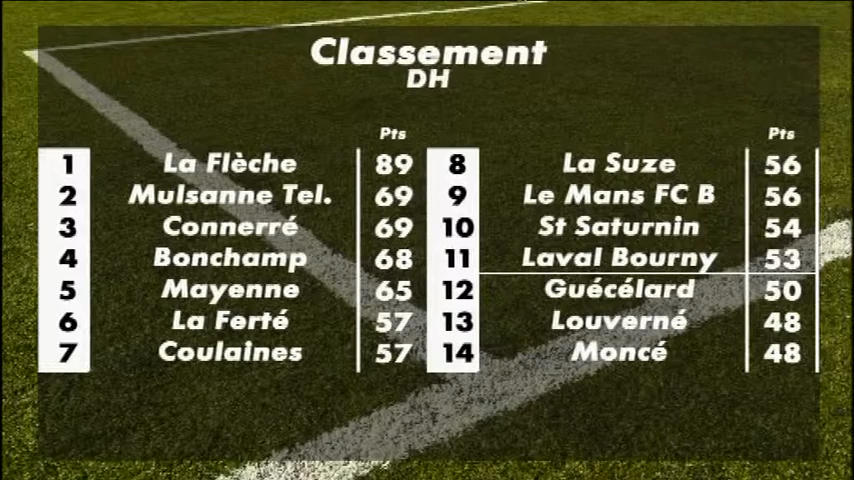 Classement
DH
Pts
1 La Flèche 89
2 Mulsanne Tel. 69
3 Connerré 69
4 Bonchamp 68
5 Mayenne 65
6 La Ferté 57
7 Coulaines 57
Pts
8 La Suze 56
9 Le Mans FC B 56
10 St Saturnin 54
11 Laval Bourny 53
12 Guécélard 50
13 Louverné 48
14 Moncé 48